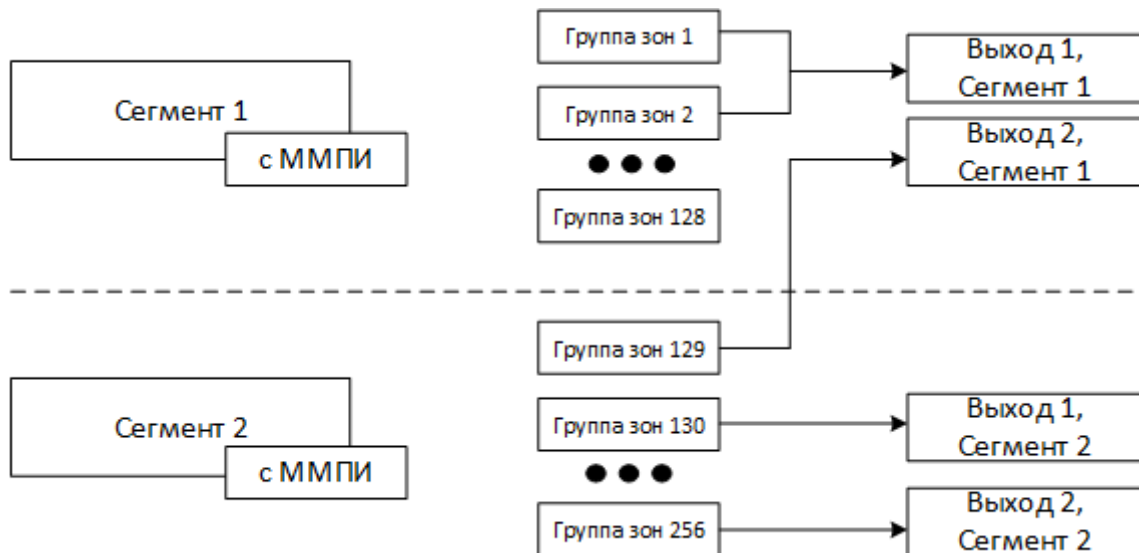 Сегмент 1
с ММПИ
Группа зон 1
Группа зон 2
Группа зон 128
Выход 1,
Сегмент 1
Выход 2,
Сегмент 1
Сегмент 2
с ММПИ
Группа зон 129
Группа зон 130
Группа зон 256
Выход 1,
Сегмент 2
Выход 2,
Сегмент 2